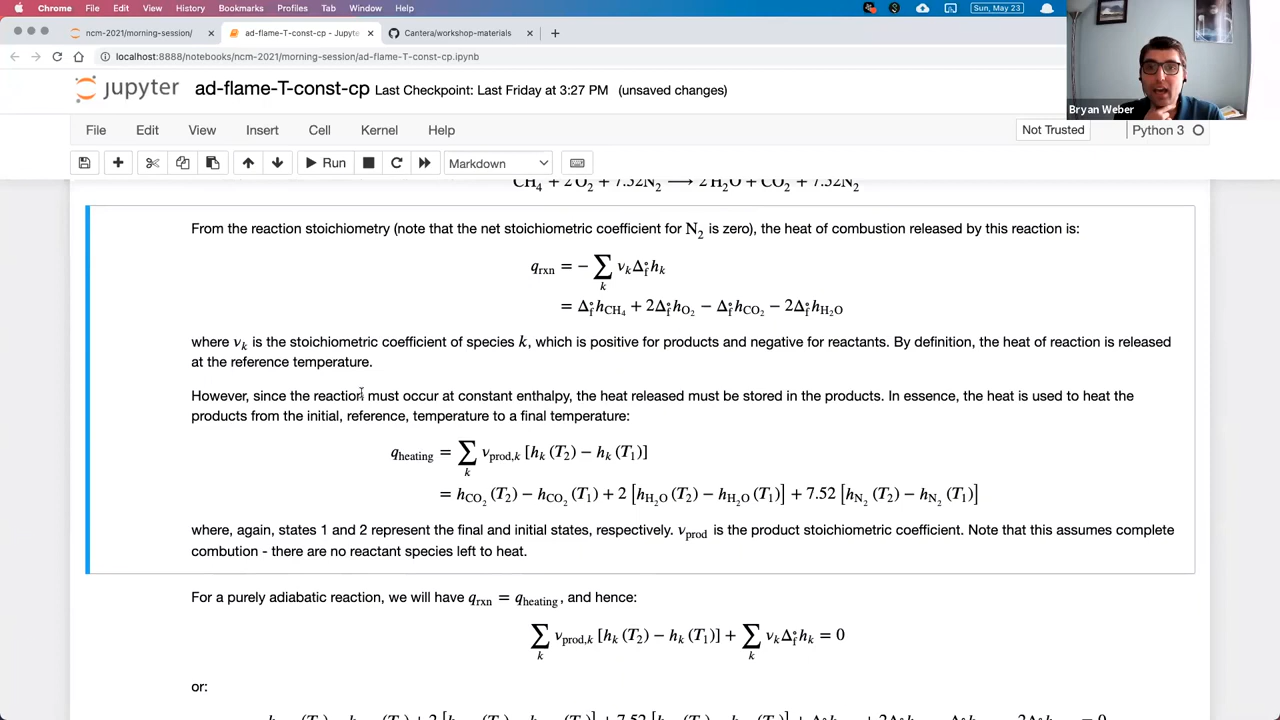 Chrome File Edit View History Bookmarks Profiles Tab Window Help Sun, May 23
ncm-2021/morning-session/ × ad-flame-T-const-cp - Jupyte × Cantera/workshop-materials × +
localhost:8888/notebooks/ncm-2021/morning-session/ad-flame-T-const-cp.ipynb
jupyter ad-flame-T-const-cp Last Checkpoint: Last Friday at 3:27 PM (unsaved changes)
Bryan Weber
File Edit View Insert Cell Kernel Help Not Trusted Python 3
Run Markdown
CH₄ + 2 O₂ + 7.52N₂ ⟶ 2 H₂O + CO₂ + 7.52N₂
From the reaction stoichiometry (note that the net stoichiometric coefficient for N₂ is zero), the heat of combustion released by this reaction is:
q_rxn = − ∑_k ν_k Δ_f° h_k
= Δ_f° h_CH₄ + 2Δ_f° h_O₂ − Δ_f° h_CO₂ − 2Δ_f° h_H₂O
where ν_k is the stoichiometric coefficient of species k, which is positive for products and negative for reactants. By definition, the heat of reaction is released
at the reference temperature.
However, since the reaction must occur at constant enthalpy, the heat released must be stored in the products. In essence, the heat is used to heat the
products from the initial, reference, temperature to a final temperature:
q_heating = ∑_k ν_prod,k [h_k (T₂) − h_k (T₁)]
= h_CO₂ (T₂) − h_CO₂ (T₁) + 2 [h_H₂O (T₂) − h_H₂O (T₁)] + 7.52 [h_N₂ (T₂) − h_N₂ (T₁)]
where, again, states 1 and 2 represent the final and initial states, respectively. ν_prod is the product stoichiometric coefficient. Note that this assumes complete
combution - there are no reactant species left to heat.
For a purely adiabatic reaction, we will have q_rxn = q_heating, and hence:
∑_k ν_prod,k [h_k (T₂) − h_k (T₁)] + ∑_k ν_k Δ_f° h_k = 0
or: